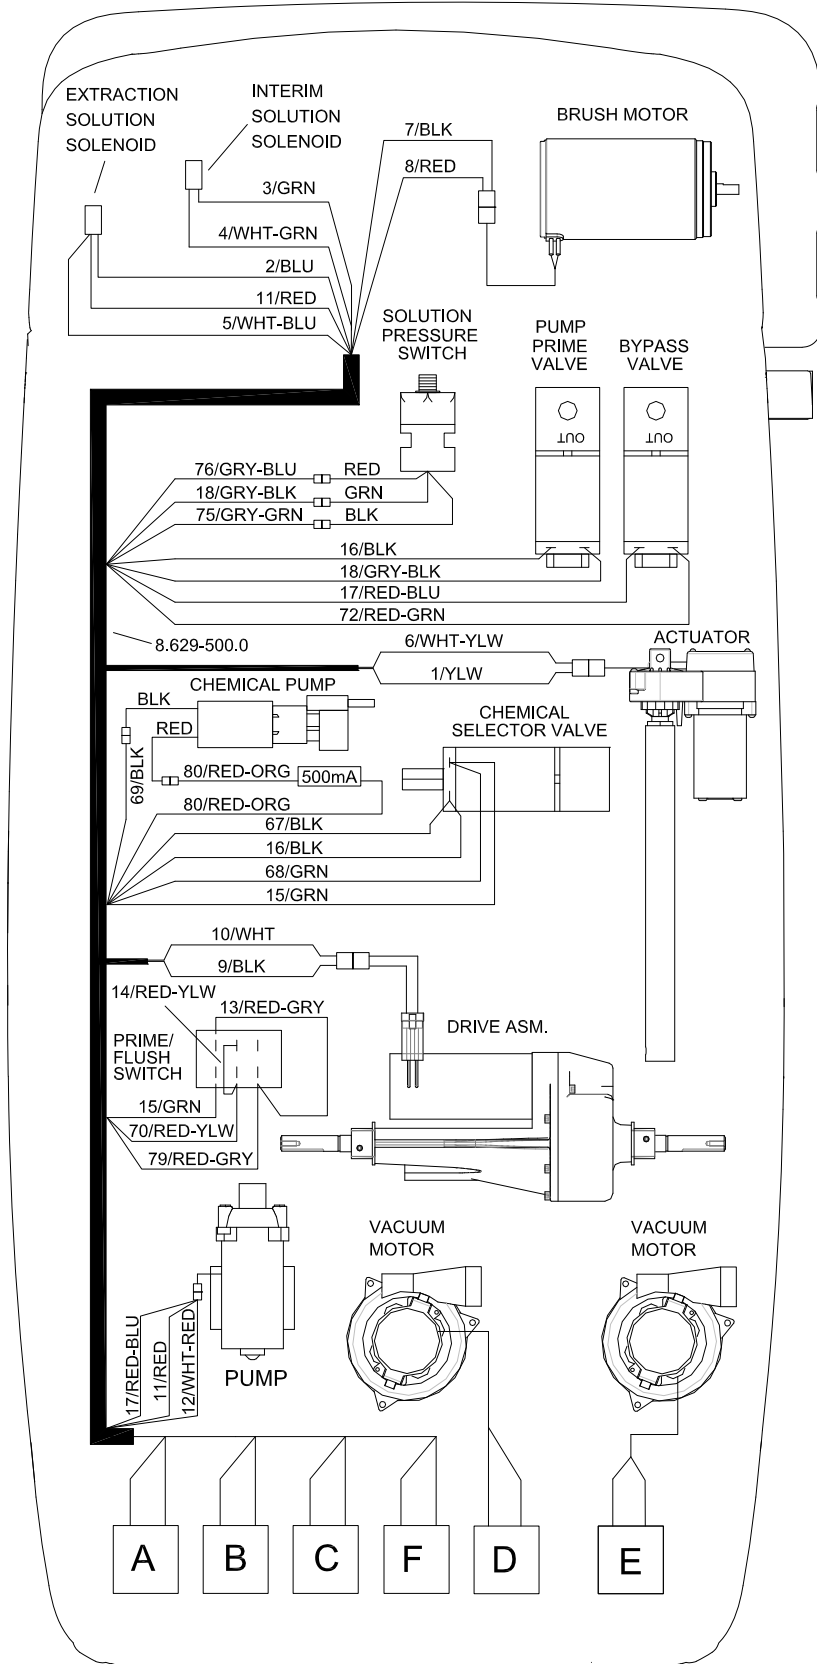 EXTRACTION
SOLUTION
SOLENOID
INTERIM
SOLUTION
SOLENOID
7/BLK
8/RED
BRUSH MOTOR
3/GRN
4/WHT-GRN
2/BLU
11/RED
5/WHT-BLU
SOLUTION
PRESSURE
SWITCH
PUMP
PRIME
VALVE
BYPASS
VALVE
OUT
OUT
76/GRY-BLU
RED
18/GRY-BLK
GRN
75/GRY-GRN
BLK
16/BLK
18/GRY-BLK
17/RED-BLU
72/RED-GRN
8.629-500.0
6/WHT-YLW
1/YLW
ACTUATOR
CHEMICAL PUMP
BLK
RED
69/BLK
80/RED-ORG
500mA
80/RED-ORG
CHEMICAL
SELECTOR VALVE
67/BLK
16/BLK
68/GRN
15/GRN
10/WHT
9/BLK
14/RED-YLW
13/RED-GRY
PRIME/
FLUSH
SWITCH
DRIVE ASM.
15/GRN
70/RED-YLW
79/RED-GRY
VACUUM
MOTOR
VACUUM
MOTOR
17/RED-BLU
11/RED
12/WHT-RED
PUMP
A
B
C
F
D
E